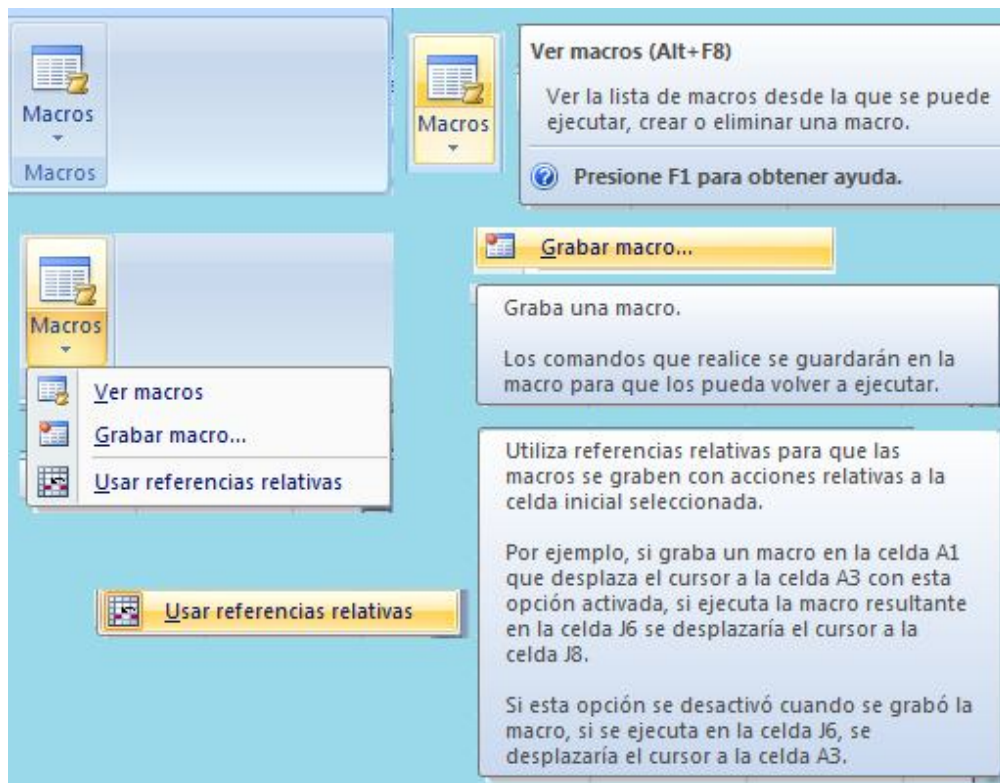 Macros
Macros
Macros
Ver macros (Alt+F8)
Ver la lista de macros desde la que se puede
ejecutar, crear o eliminar una macro.
Presione F1 para obtener ayuda.
Macros
Ver macros
Grabar macro...
Usar referencias relativas
Grabar macro...
Graba una macro.
Los comandos que realice se guardarán en la
macro para que los pueda volver a ejecutar.
Usar referencias relativas
Utiliza referencias relativas para que las
macros se graben con acciones relativas a la
celda inicial seleccionada.
Por ejemplo, si graba un macro en la celda A1
que desplaza el cursor a la celda A3 con esta
opción activada, si ejecuta la macro resultante
en la celda J6 se desplazaría el cursor a la
celda J8.
Si esta opción se desactivó cuando se grabó la
macro, si se ejecuta en la celda J6, se
desplazaría el cursor a la celda A3.